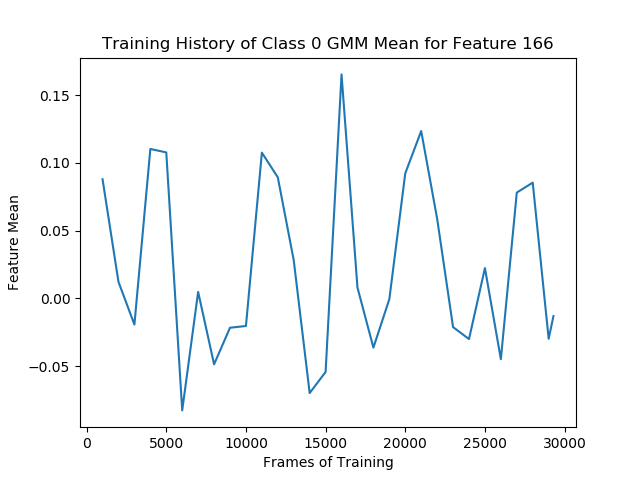 Training History of Class 0 GMM Mean for Feature 166
0.15
0.10
0.05
0.00
−0.05
Feature Mean
0 5000 10000 15000 20000 25000 30000
Frames of Training